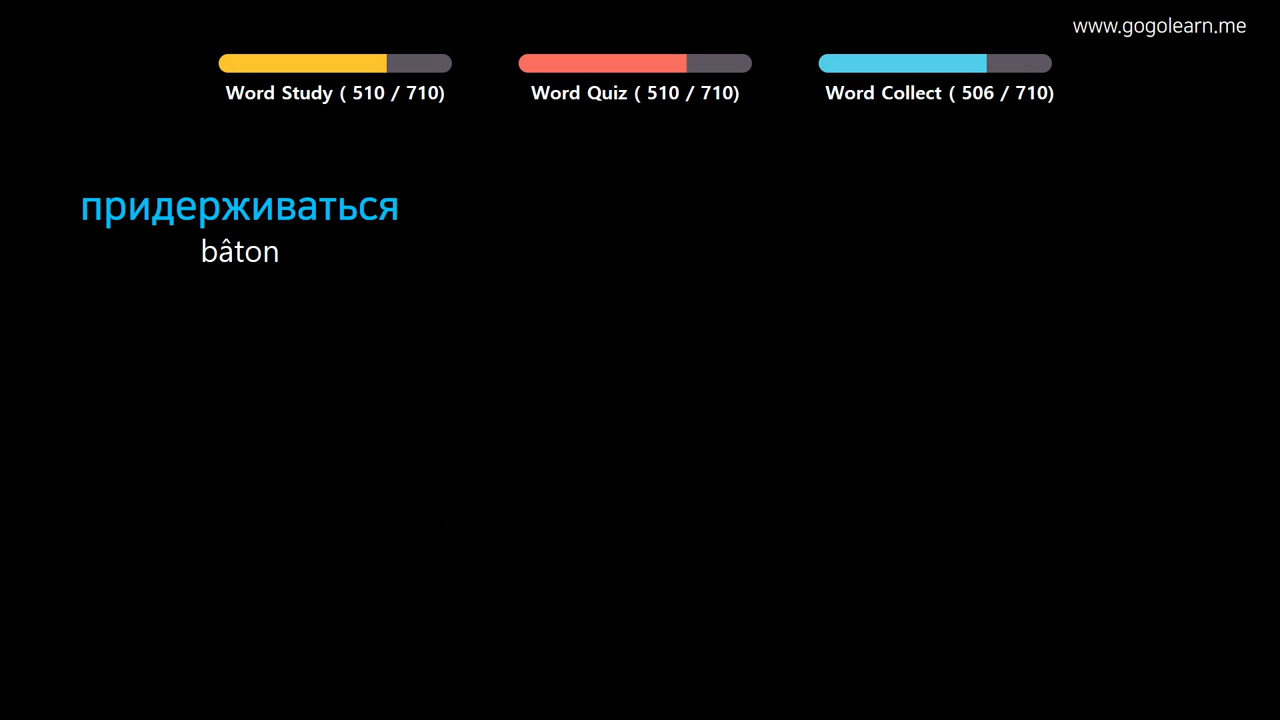 www.gogolearn.me
Word Study ( 510 / 710)
Word Quiz ( 510 / 710)
Word Collect ( 506 / 710)
придерживаться
bâton